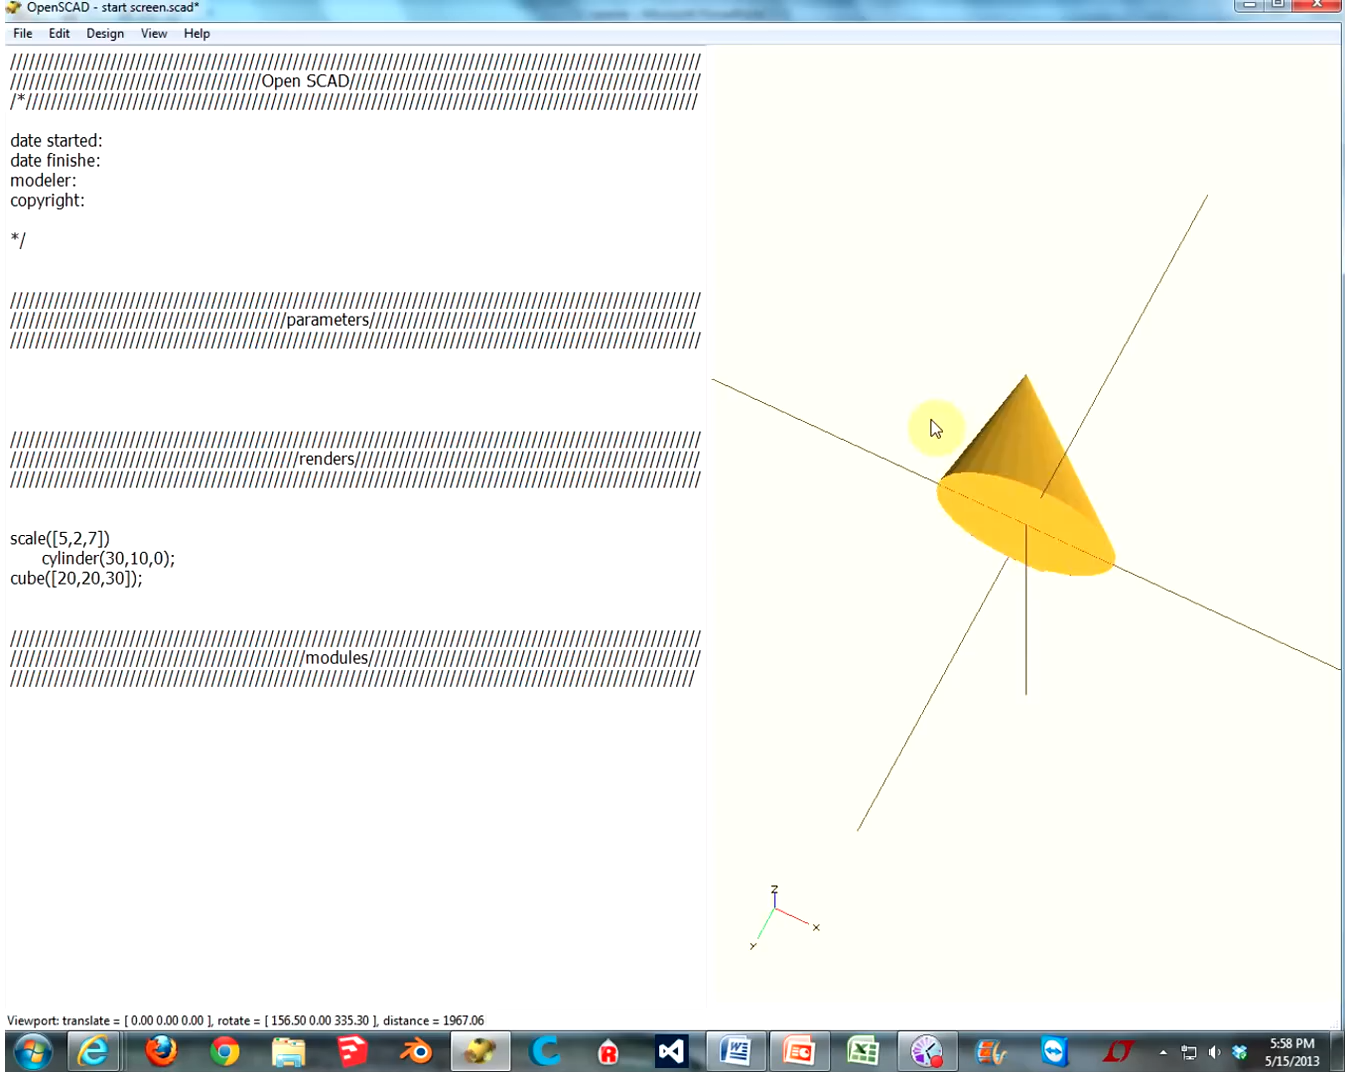 OpenSCAD - start screen.scad*
File Edit Design View Help
////////////////////////////////////////////////////////////////////////////////////////////////////////////////
////////////////////////////////////////Open SCAD////////////////////////////////////////////////////////
/*//////////////////////////////////////////////////////////////////////////////////////////////////////////////
date started:
date finishe:
modeler:
copyright:
*/
////////////////////////////////////////////////////////////////////////////////////////////////////////////////
////////////////////////////////////////////parameters////////////////////////////////////////////////////
////////////////////////////////////////////////////////////////////////////////////////////////////////////////
////////////////////////////////////////////////////////////////////////////////////////////////////////////////
//////////////////////////////////////////////renders///////////////////////////////////////////////////////
////////////////////////////////////////////////////////////////////////////////////////////////////////////////
scale([5,2,7])
cylinder(30,10,0);
cube([20,20,30]);
////////////////////////////////////////////////////////////////////////////////////////////////////////////////
///////////////////////////////////////////////modules/////////////////////////////////////////////////////
///////////////////////////////////////////////////////////////////////////////////////////////////////////////
Z
X
Y
Viewport: translate = [ 0.00 0.00 0.00 ], rotate = [ 156.50 0.00 335.30 ], distance = 1967.06
5:58 PM
5/15/2013